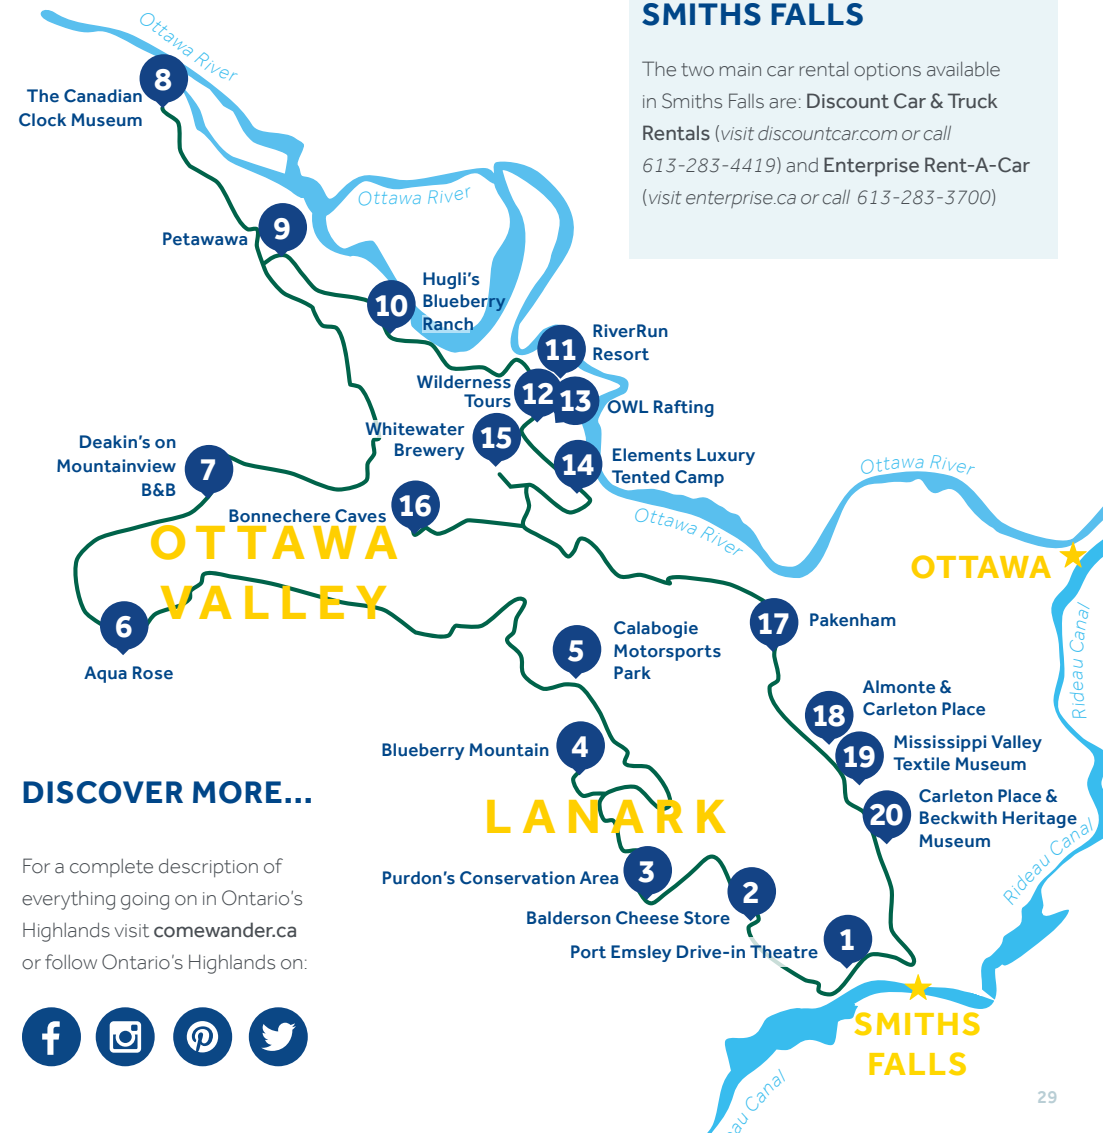 SMITHS FALLS
The two main car rental options available
in Smiths Falls are: Discount Car & Truck
Rentals (visit discountcar.com or call
613-283-4419) and Enterprise Rent-A-Car
(visit enterprise.ca or call 613-283-3700)
Ottawa River
8
The Canadian
Clock Museum
Ottawa River
9
Petawawa
10
Hugli's
Blueberry
Ranch
11
RiverRun
Resort
Wilderness
Tours
12
13
OWL Rafting
Whitewater
Brewery
15
14
Elements Luxury
Tented Camp
Deakin's on
Mountainview
B&B
7
Bonnechere Caves
16
Ottawa River
Ottawa River
OTTAWA
VALLEY
OTTAWA
Rideau Canal
6
Aqua Rose
5
Calabogie
Motorsports
Park
17
Pakenham
18
Almonte &
Carleton Place
4
Blueberry Mountain
19
Mississippi Valley
Textile Museum
LANARK
20
Carleton Place &
Beckwith Heritage
Museum
Rideau Canal
3
Purdon's Conservation Area
2
Balderson Cheese Store
1
Port Emsley Drive-in Theatre
SMITHS
FALLS
au Canal
DISCOVER MORE...
For a complete description of
everything going on in Ontario's
Highlands visit comewander.ca
or follow Ontario's Highlands on:
29